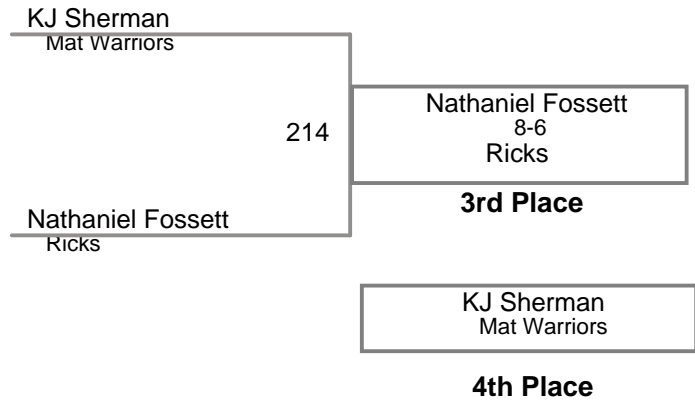 KJ Sherman
Mat Warriors
214
Nathaniel Fossett
8-6
Ricks
3rd Place
Nathaniel Fossett
Ricks
KJ Sherman
Mat Warriors
4th Place